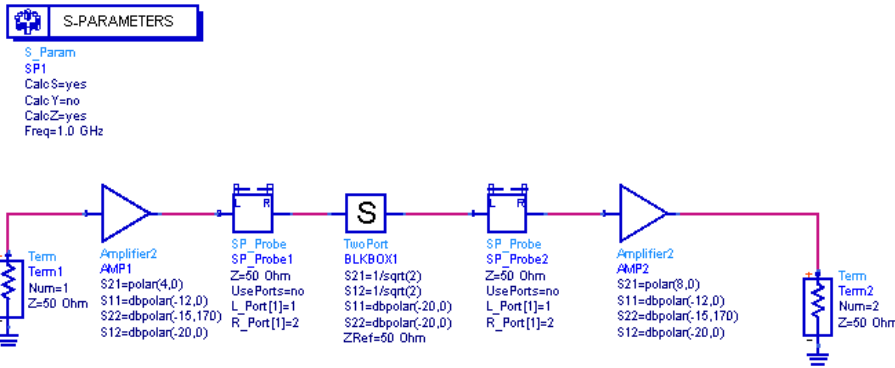 S-PARAMETERS
S_Param
SP1
CalcS=yes
CalcY=no
CalcZ=yes
Freq=1.0 GHz
Term
Term1
Num=1
Z=50 Ohm
Amplifier2
AMP1
S21=polar(4,0)
S11=dbpolar(-12,0)
S22=dbpolar(-15,170)
S12=dbpolar(-20,0)
L R
SP_Probe
SP_Probe1
Z=50 Ohm
UsePorts=no
L_Port[1]=1
R_Port[1]=2
S
TwoPort
BLKBOX1
S21=1/sqrt(2)
S12=1/sqrt(2)
S11=dbpolar(-20,0)
S22=dbpolar(-20,0)
ZRef=50 Ohm
L R
SP_Probe
SP_Probe2
Z=50 Ohm
UsePorts=no
L_Port[1]=1
R_Port[1]=2
Amplifier2
AMP2
S21=polar(8,0)
S11=dbpolar(-12,0)
S22=dbpolar(-15,170)
S12=dbpolar(-20,0)
Term
Term2
Num=2
Z=50 Ohm